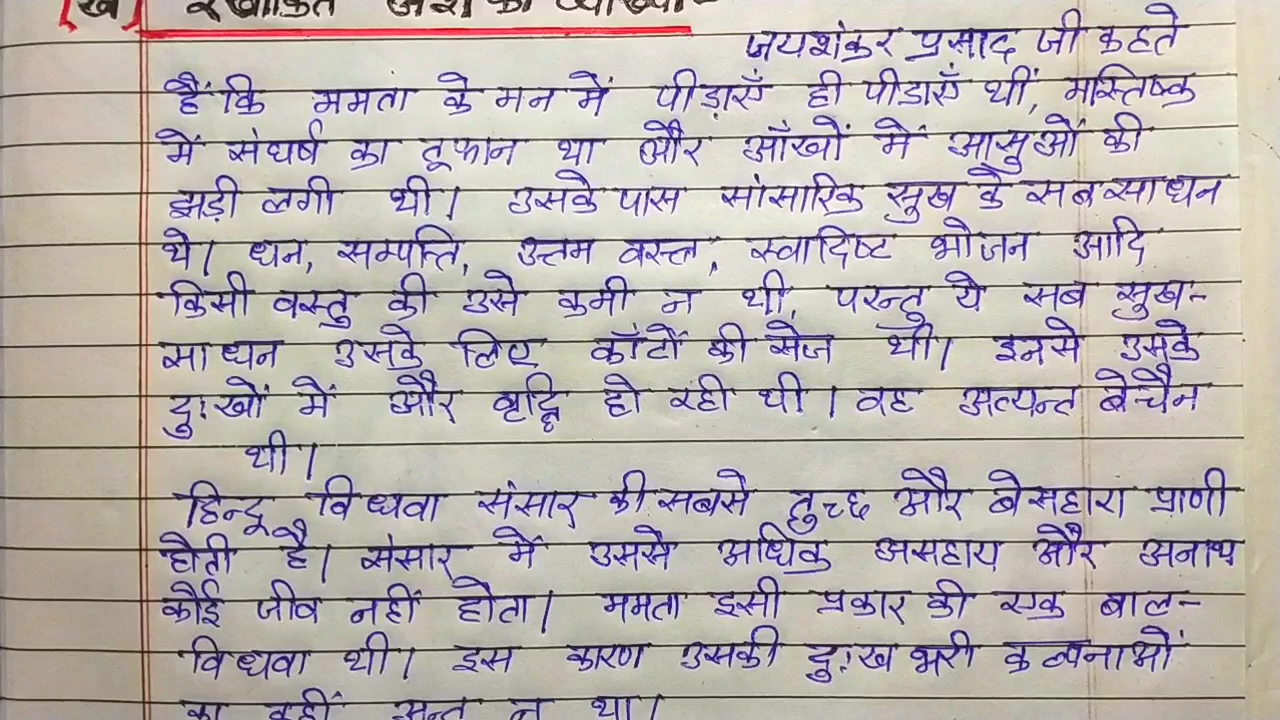 (ख) रेखांकित अंश की व्याख्या-
जयशंकर प्रसाद जी कहते
हैं कि ममता के मन में पीड़ाएँ ही पीडाएँ थीं, मस्तिष्क
में संघर्ष का तूफान था और आँखों में आसुओं की
झड़ी लगी थी। उसके पास सांसारिक सुख के सब साधन
थे। धन, सम्पत्ति, उत्तम वस्त्र, स्वादिष्ट भोजन आदि
किसी वस्तु की उसे कमी न थी, परन्तु ये सब सुख-
साधन उसके लिए काँटों की सेज थी। इनसे उसके
दुःखों में और वृद्धि हो रही थी। वह अत्यन्त बेचैन
थी।
हिन्दू विधवा संसार की सबसे तुच्छ और बेसहारा प्राणी
होती है। संसार में उससे अधिक असहाय और अनाथ
कोई जीव नहीं होता। ममता इसी प्रकार की एक बाल-
विधवा थी। इस कारण उसकी दुःख भरी कल्पनाओं
का कहीं अन्त न था।